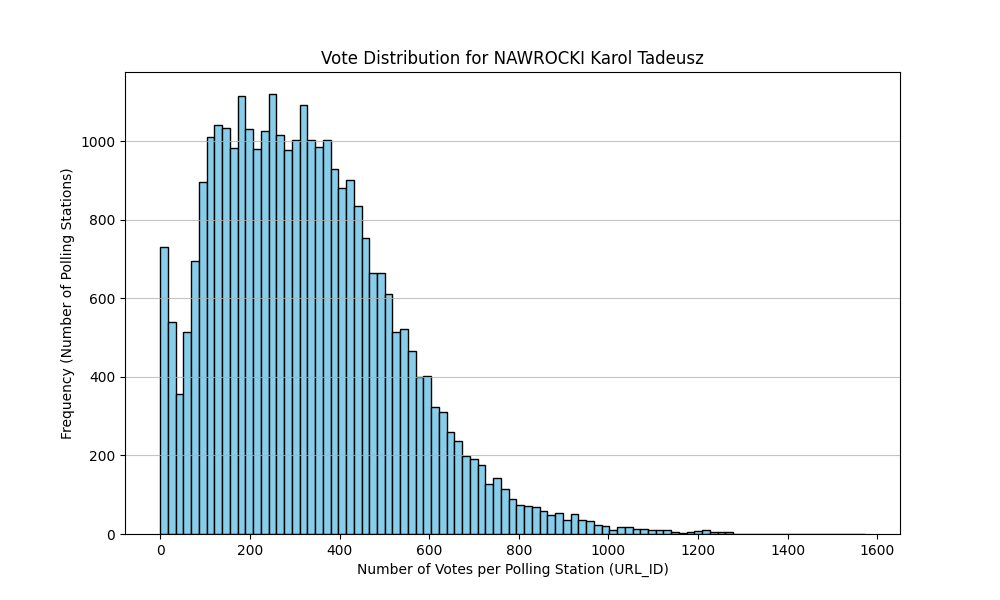 Vote Distribution for NAWROCKI Karol Tadeusz
Frequency (Number of Polling Stations)
1000
800
600
400
200
0
0 200 400 600 800 1000 1200 1400 1600
Number of Votes per Polling Station (URL_ID)